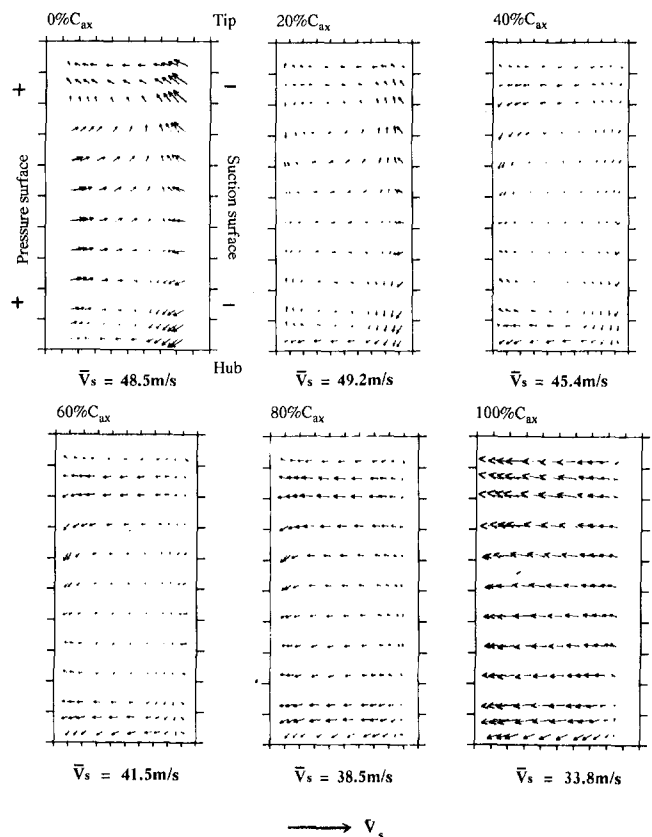 0%Cax Tip
20%Cax
40%Cax
+ −
Pressure surface
Suction surface
+ −
Hub
V̄s = 48.5m/s
V̄s = 49.2m/s
V̄s = 45.4m/s
60%Cax
80%Cax
100%Cax
V̄s = 41.5m/s
V̄s = 38.5m/s
V̄s = 33.8m/s
V̄s